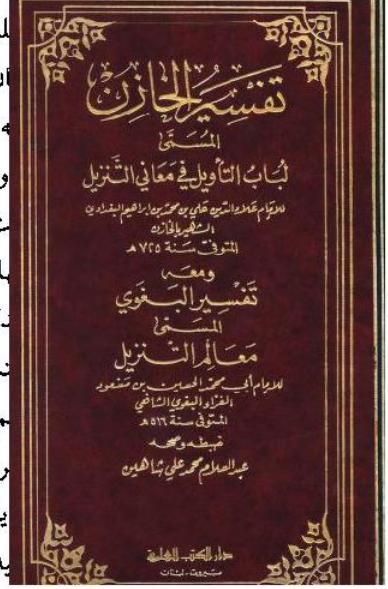 تفسير الخازن
المسمى
لباب التأويل في معاني التنزيل
للإمام علاء الدين علي بن محمد بن إبراهيم البغدادي
الشهير بالخازن
المتوفى سنة ٧٢٥ هـ
ومعه
تفسير البغوي
المسمى
معالم التنزيل
للإمام أبي محمد الحسين بن مسعود
الفراء البغوي الشافعي
المتوفى سنة ٥١٦ هـ
ضبطه وصححه
عبد السلام محمد علي شاهين
دار الكتب العلمية
بيروت - لبنان